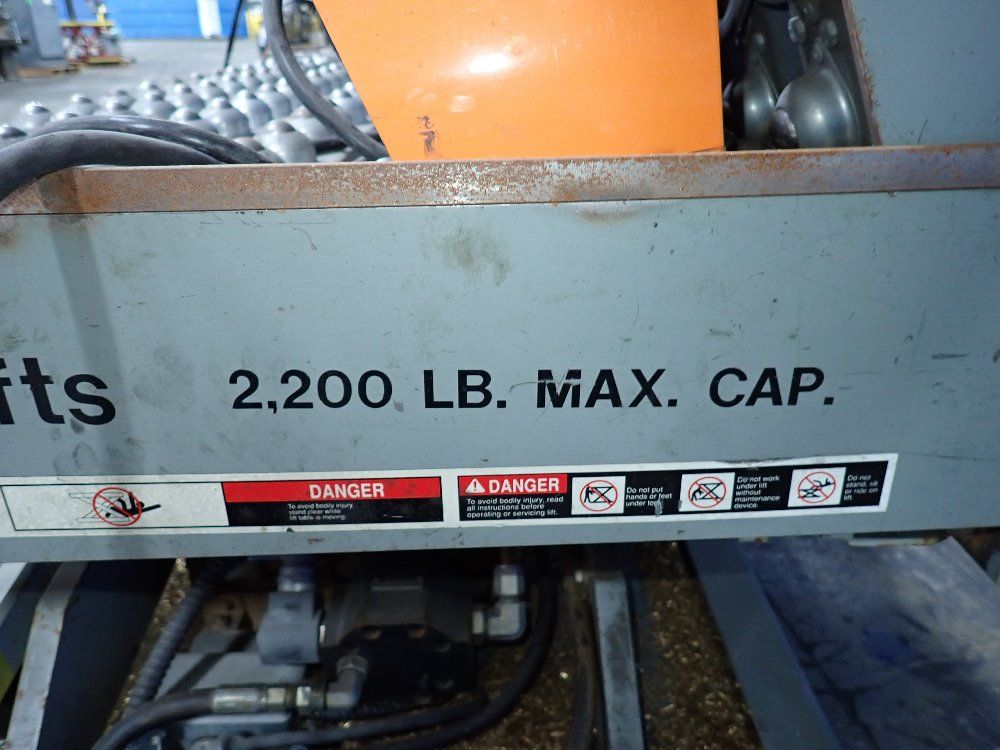 fts 2,200 LB. MAX. CAP.
DANGER
To avoid bodily injury,
stand clear while
lift table is moving.
DANGER
To avoid bodily injury, read
all instructions before
operating or servicing lift.
Do not put
hands or feet
under top.
Do not work
under lift
without
maintenance
device.
Do not
stand, sit
or ride on
lift.